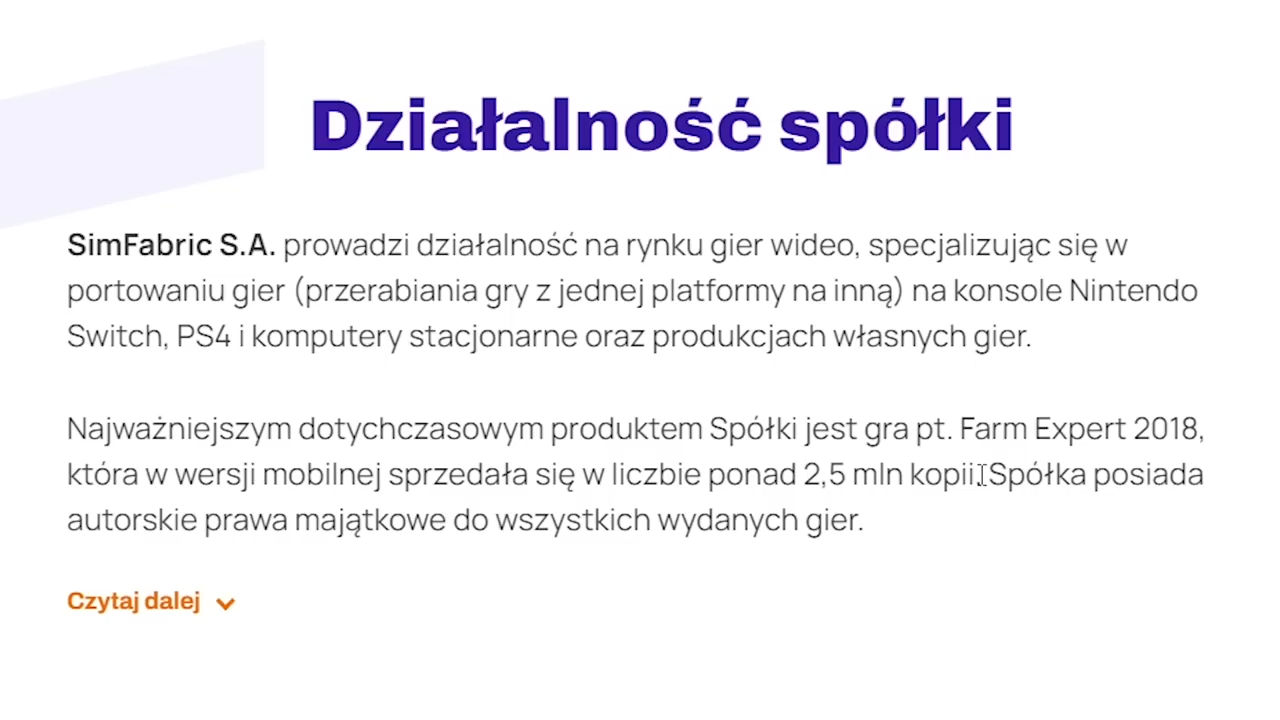 Działalność spółki
SimFabric S.A. prowadzi działalność na rynku gier wideo, specjalizując się w
portowaniu gier (przerabiania gry z jednej platformy na inną) na konsole Nintendo
Switch, PS4 i komputery stacjonarne oraz produkcjach własnych gier.
Najważniejszym dotychczasowym produktem Spółki jest gra pt. Farm Expert 2018,
która w wersji mobilnej sprzedała się w liczbie ponad 2,5 mln kopii. Spółka posiada
autorskie prawa majątkowe do wszystkich wydanych gier.
Czytaj dalej